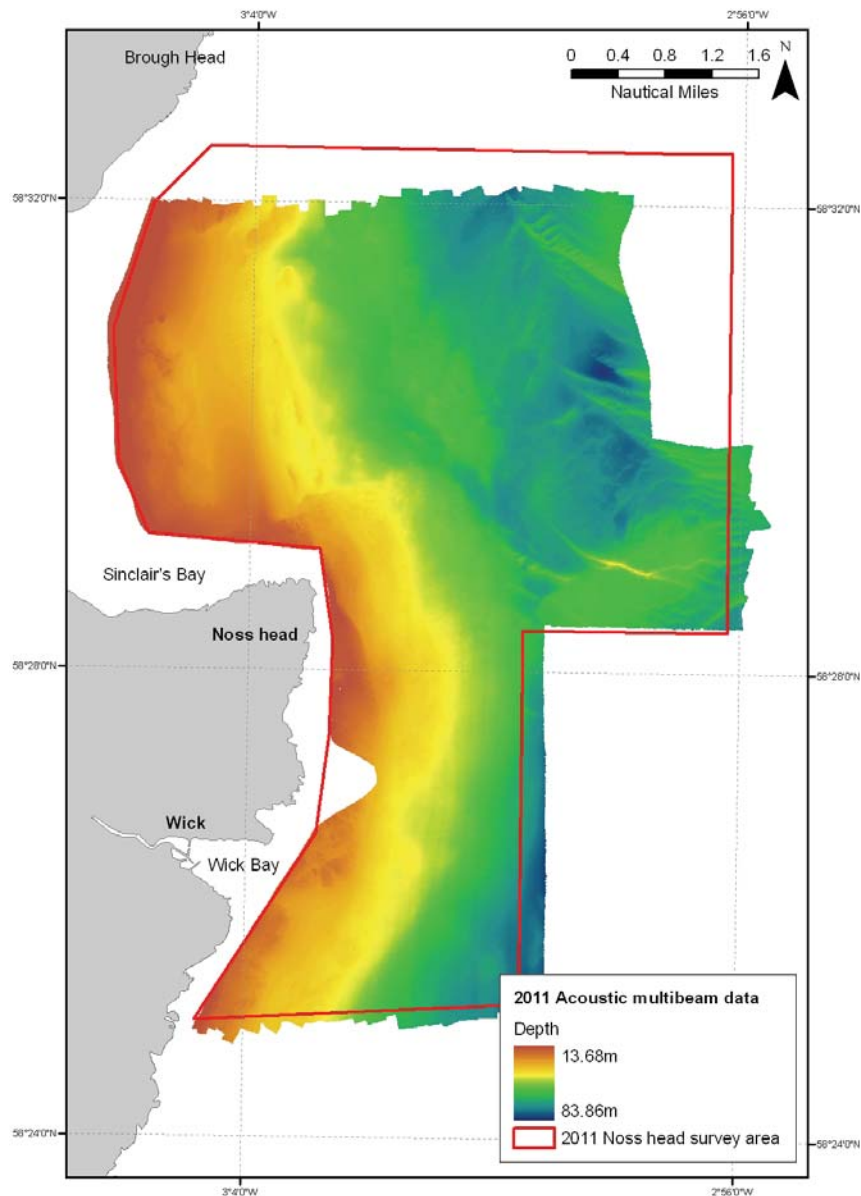 3°4'0"W
2°56'0"W
Brough Head
0 0.4 0.8 1.2 1.6
N
Nautical Miles
58°32'0"N
58°32'0"N
Sinclair's Bay
Noss head
58°28'0"N
58°28'0"N
Wick
Wick Bay
2011 Acoustic multibeam data
Depth
13.68m
83.86m
2011 Noss head survey area
58°24'0"N
58°24'0"N
3°4'0"W
2°56'0"W